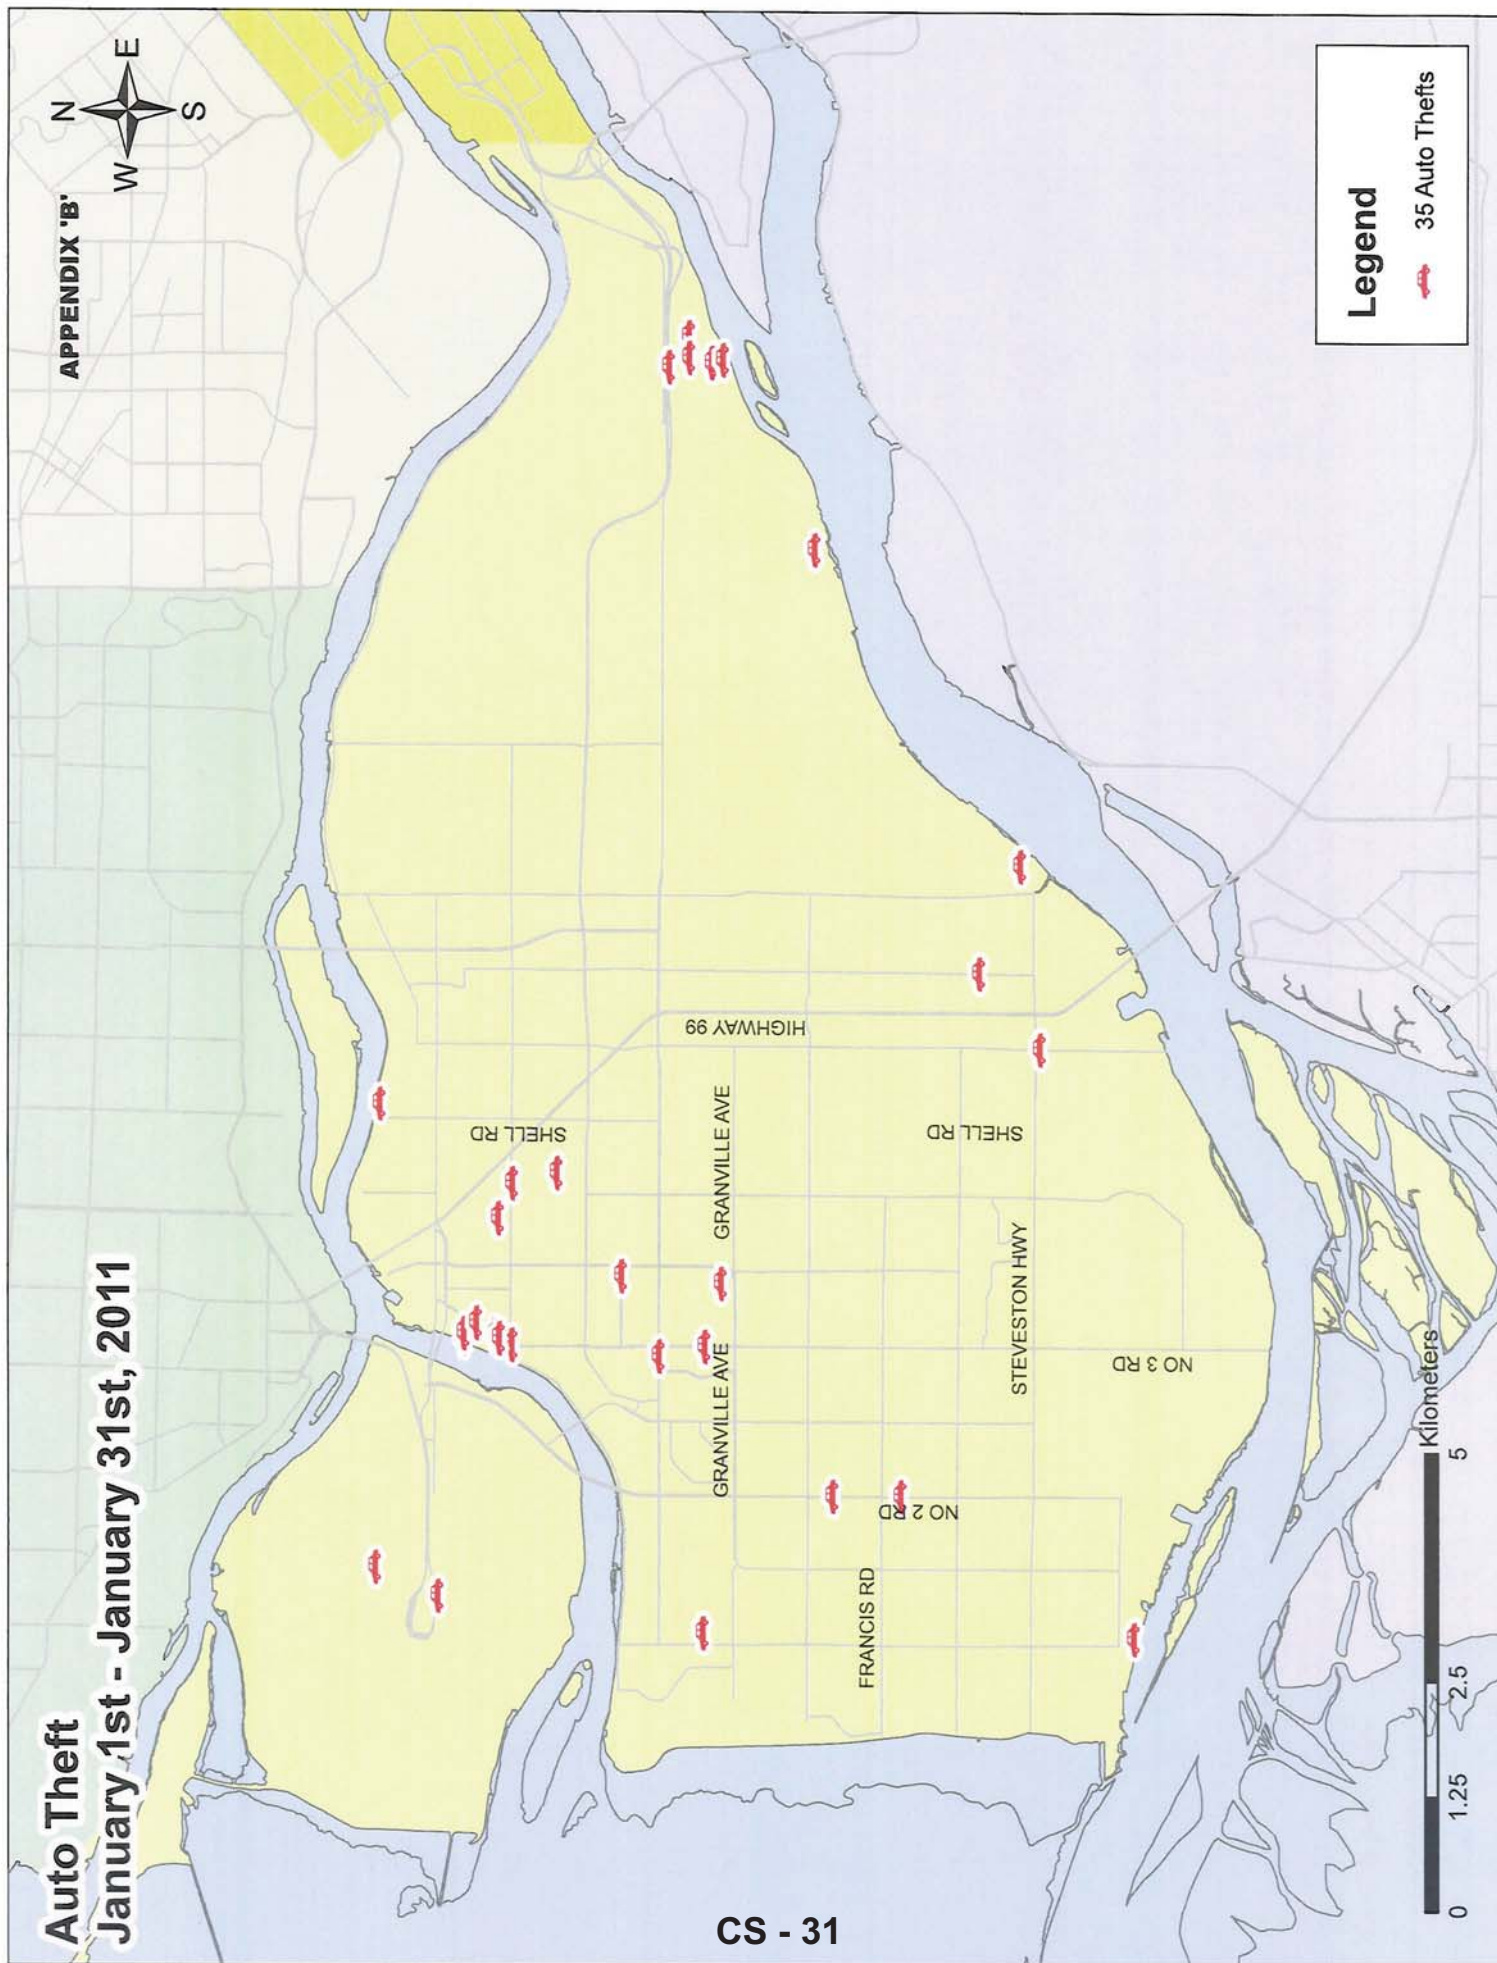 Auto Theft
January 1st - January 31st, 2011
APPENDIX 'B'
N
W
E
S
SHELL RD
HIGHWAY 99
GRANVILLE AVE
GRANVILLE AVE
SHELL RD
NO 2 RD
FRANCIS RD
STEVESTON HWY
NO 3 RD
Kilometers
0
1.25
2.5
5
Legend
35 Auto Thefts
CS - 31